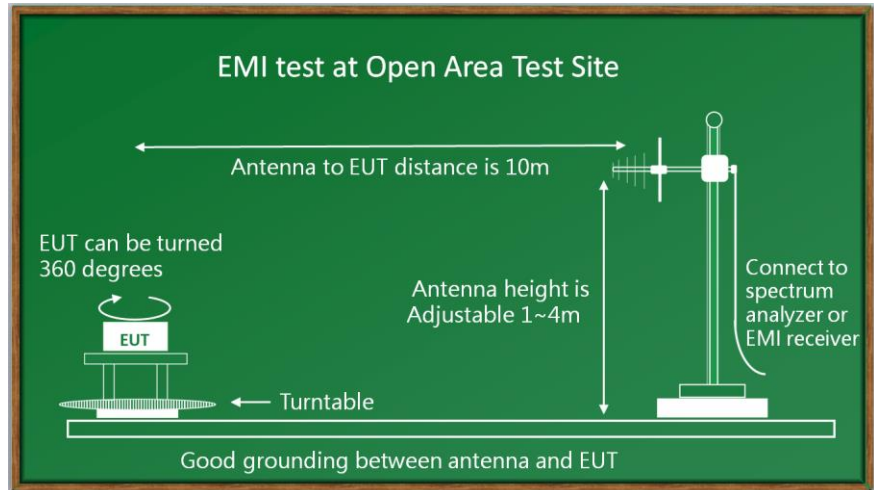 EMI test at Open Area Test Site
Antenna to EUT distance is 10m
EUT can be turned
360 degrees
Antenna height is
Adjustable 1~4m
Connect to
spectrum
analyzer or
EMI receiver
EUT
Turntable
Good grounding between antenna and EUT